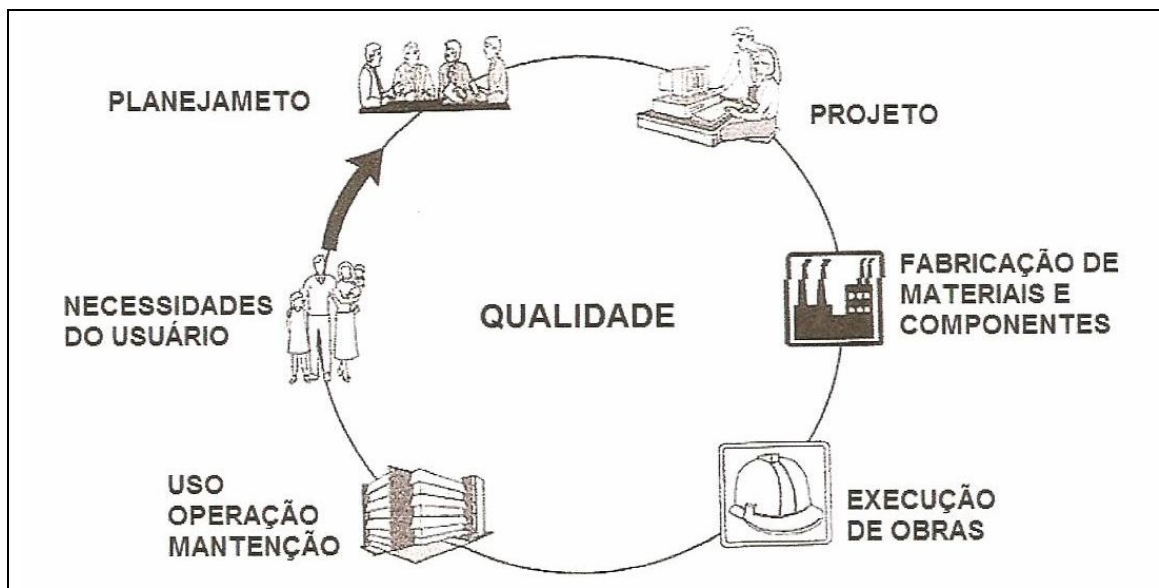 PLANEJAMETO
PROJETO
FABRICAÇÃO DE
MATERIAIS E
COMPONENTES
NECESSIDADES
DO USUÁRIO
QUALIDADE
USO
OPERAÇÃO
MANTENÇÃO
EXECUÇÃO
DE OBRAS